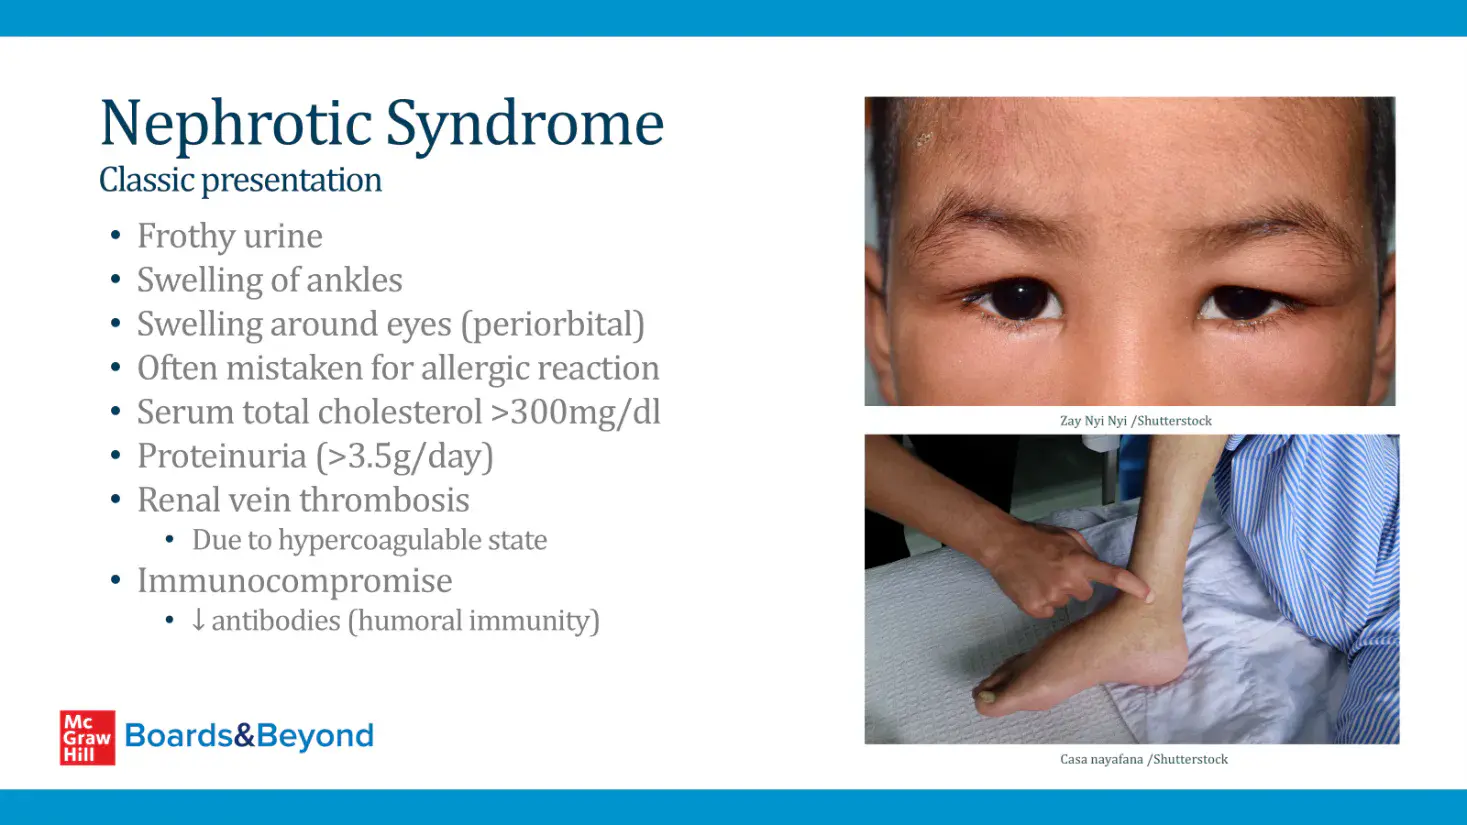 Nephrotic Syndrome
Classic presentation
• Frothy urine
• Swelling of ankles
• Swelling around eyes (periorbital)
• Often mistaken for allergic reaction
• Serum total cholesterol >300mg/dl
• Proteinuria (>3.5g/day)
• Renal vein thrombosis
• Due to hypercoagulable state
• Immunocompromise
• ↓ antibodies (humoral immunity)
Zay Nyi Nyi /Shutterstock
Casa nayafana /Shutterstock
Mc
Graw
Hill
Boards&Beyond